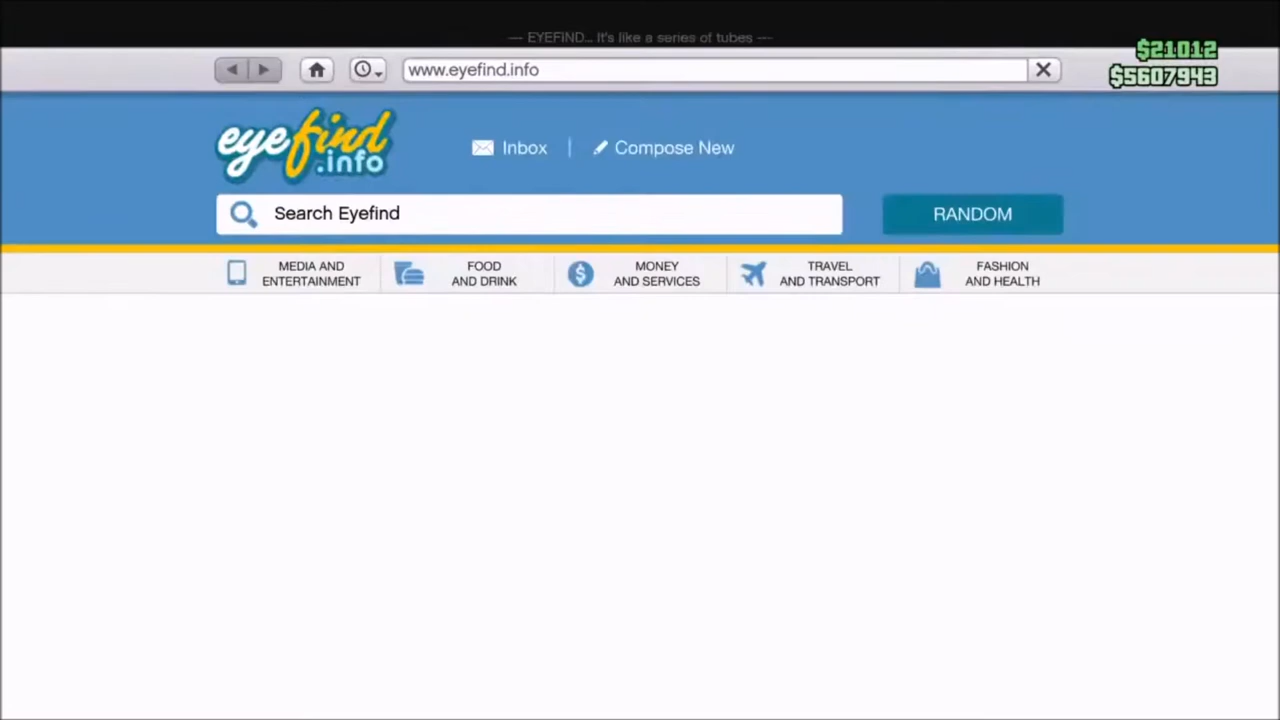 — EYEFIND... It's like a series of tubes —
$21012
www.eyefind.info
$5607943
eyefind.info
Inbox
Compose New
Search Eyefind
RANDOM
MEDIA AND
ENTERTAINMENT
FOOD
AND DRINK
MONEY
AND SERVICES
TRAVEL
AND TRANSPORT
FASHION
AND HEALTH